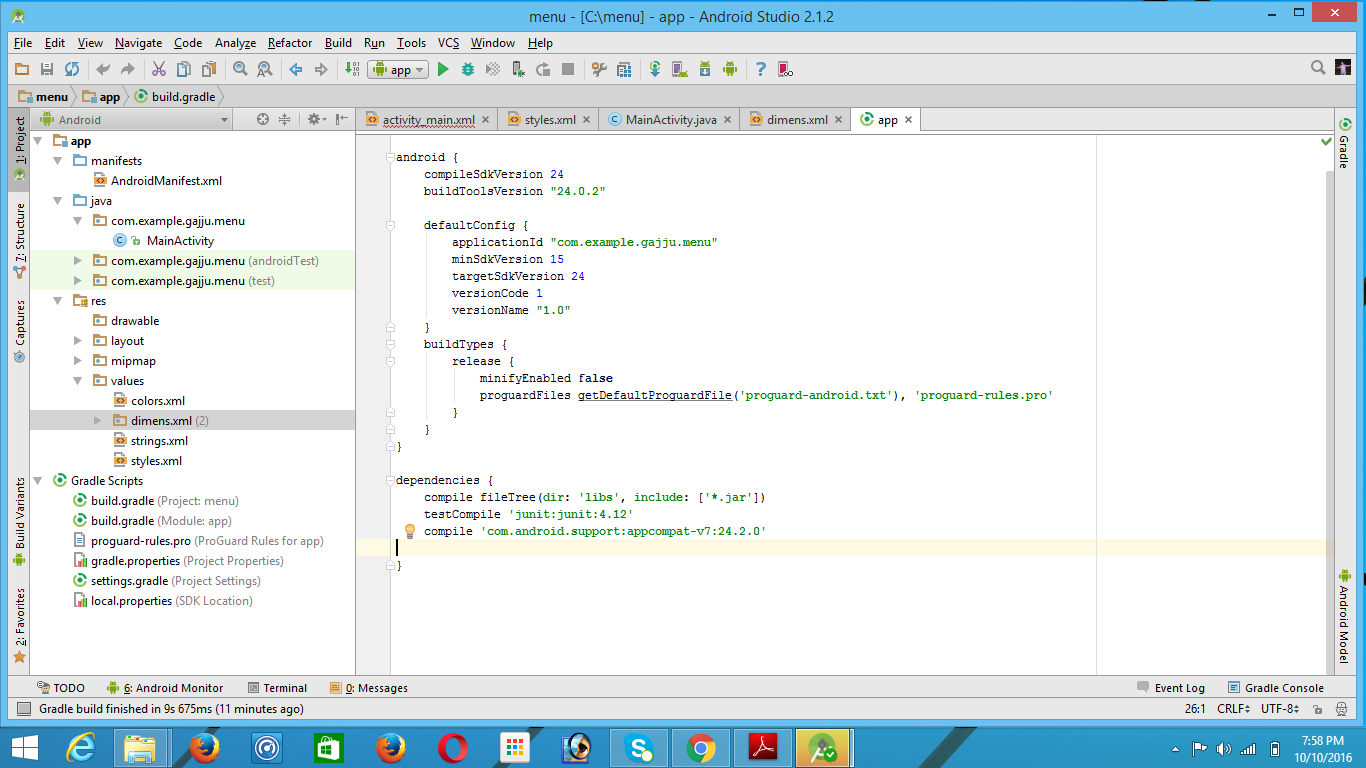 menu - [C:\menu] - app - Android Studio 2.1.2
File Edit View Navigate Code Analyze Refactor Build Run Tools VCS Window Help
app
menu app build.gradle
Android
activity_main.xml styles.xml MainActivity.java dimens.xml app
1: Project
7: Structure
Captures
Build Variants
2: Favorites
app
manifests
AndroidManifest.xml
java
com.example.gajju.menu
MainActivity
com.example.gajju.menu (androidTest)
com.example.gajju.menu (test)
res
drawable
layout
mipmap
values
colors.xml
dimens.xml (2)
strings.xml
styles.xml
Gradle Scripts
build.gradle (Project: menu)
build.gradle (Module: app)
proguard-rules.pro (ProGuard Rules for app)
gradle.properties (Project Properties)
settings.gradle (Project Settings)
local.properties (SDK Location)
android {
compileSdkVersion 24
buildToolsVersion "24.0.2"
defaultConfig {
applicationId "com.example.gajju.menu"
minSdkVersion 15
targetSdkVersion 24
versionCode 1
versionName "1.0"
}
buildTypes {
release {
minifyEnabled false
proguardFiles getDefaultProguardFile('proguard-android.txt'), 'proguard-rules.pro'
}
}
}
dependencies {
compile fileTree(dir: 'libs', include: ['*.jar'])
testCompile 'junit:junit:4.12'
compile 'com.android.support:appcompat-v7:24.2.0'
}
Gradle
Android Model
TODO 6: Android Monitor Terminal 0: Messages Event Log Gradle Console
Gradle build finished in 9s 675ms (11 minutes ago) 26:1 CRLF UTF-8
7:58 PM
10/10/2016